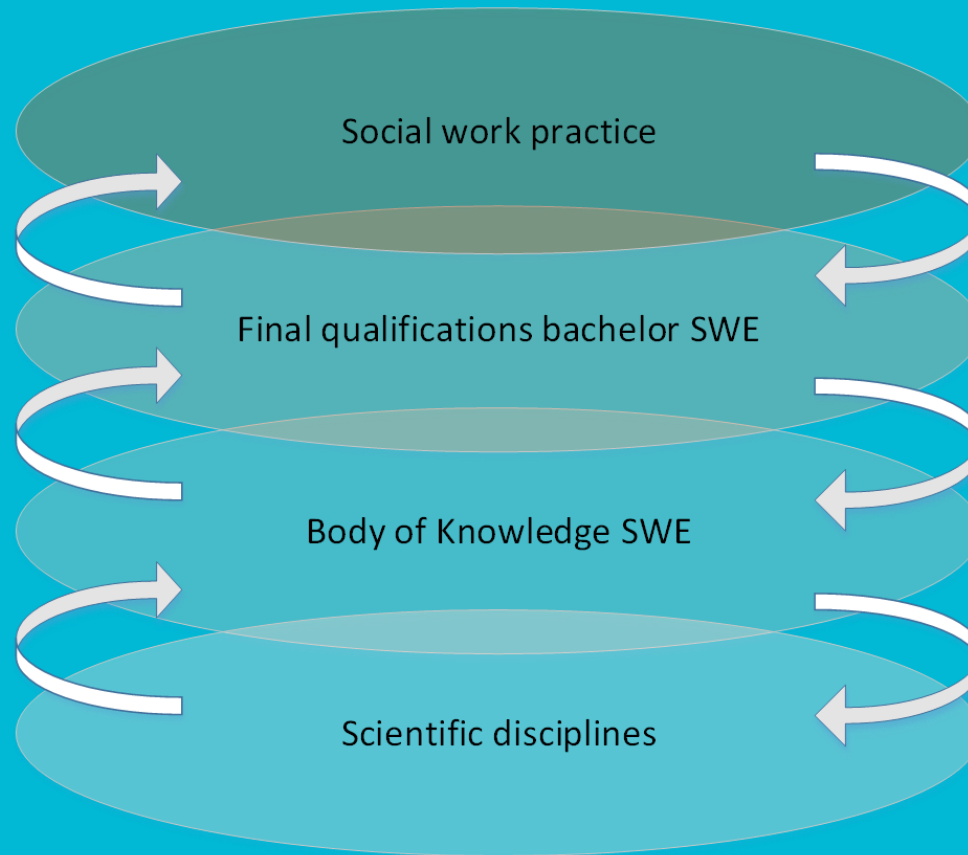 Social work practice
Final qualifications bachelor SWE
Body of Knowledge SWE
Scientific disciplines